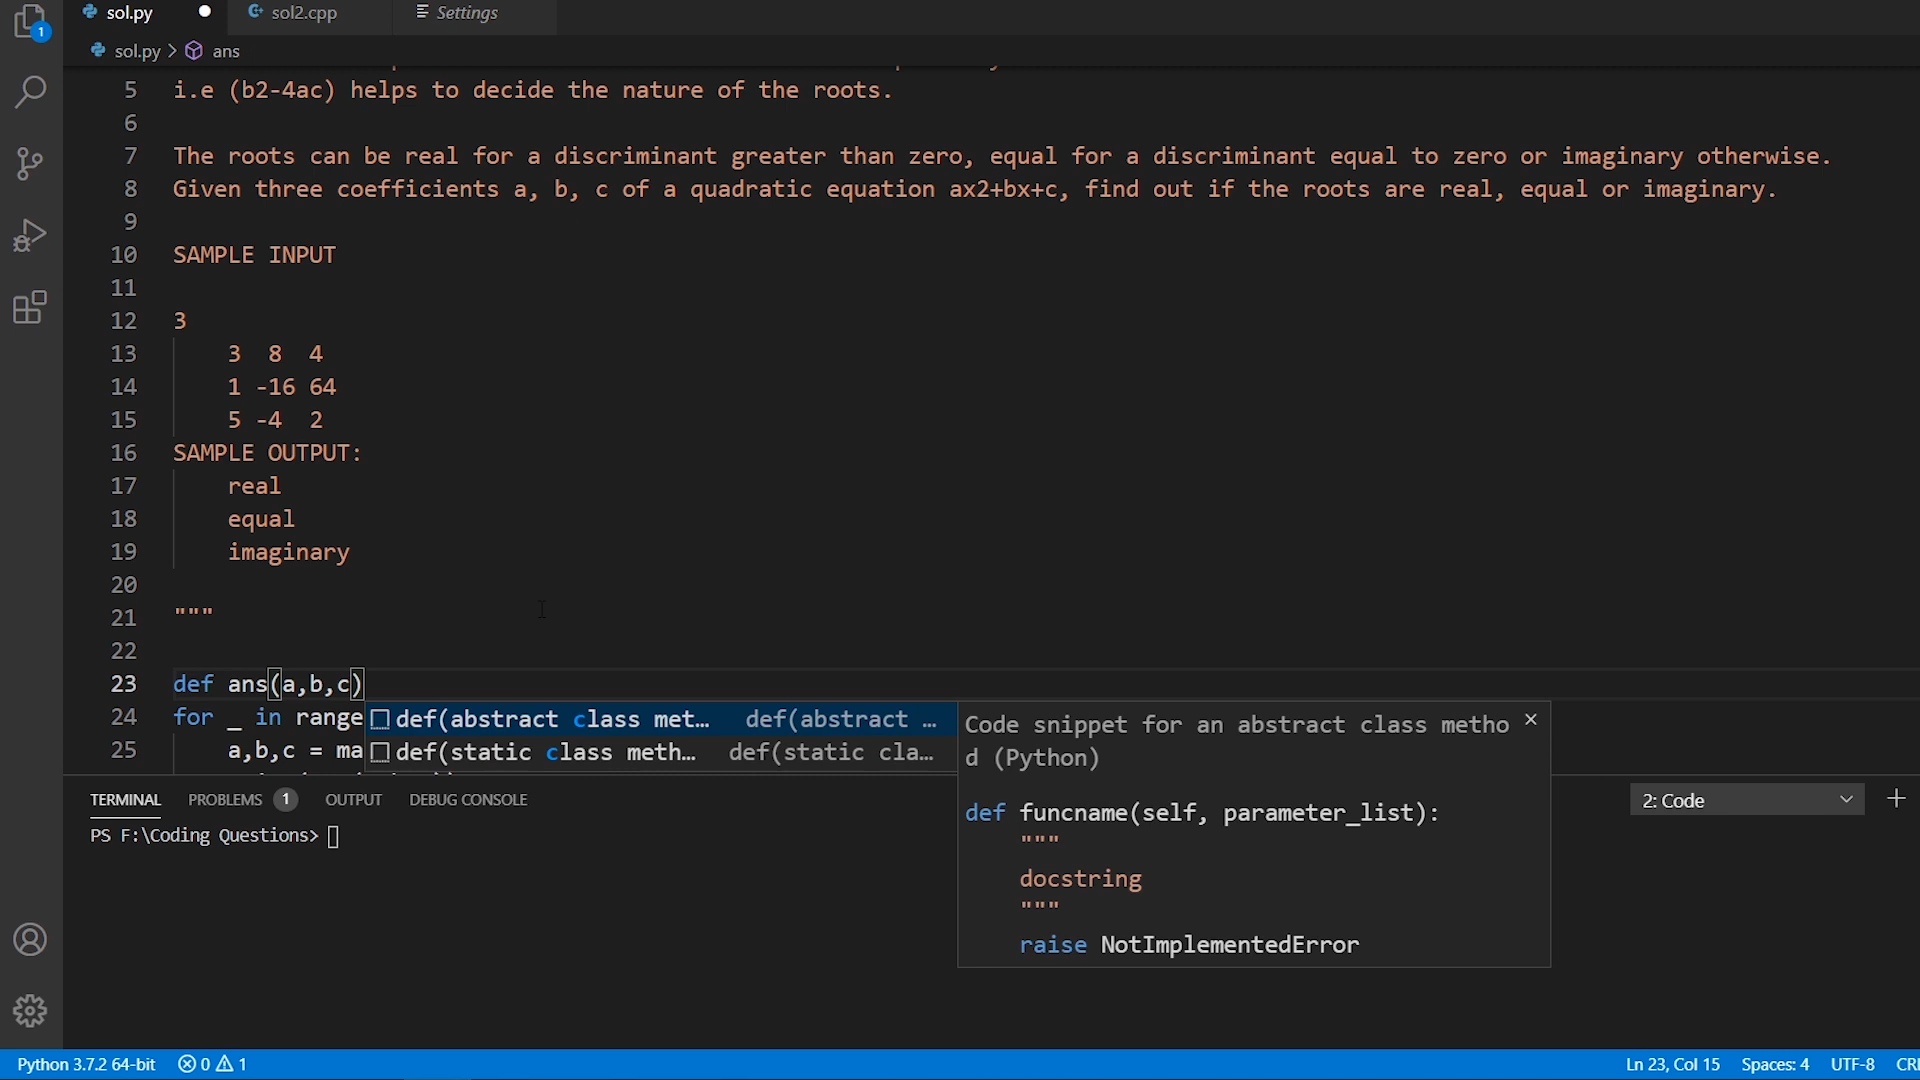 1
sol.py
sol2.cpp
Settings
sol.py > ans
5 i.e (b2-4ac) helps to decide the nature of the roots.
6
7 The roots can be real for a discriminant greater than zero, equal for a discriminant equal to zero or imaginary otherwise.
8 Given three coefficients a, b, c of a quadratic equation ax2+bx+c, find out if the roots are real, equal or imaginary.
9
10 SAMPLE INPUT
11
12 3
13 3 8 4
14 1 -16 64
15 5 -4 2
16 SAMPLE OUTPUT:
17 real
18 equal
19 imaginary
20
21 """
22
23 def ans(a,b,c)
24 for _ in range
25 a,b,c = ma
def(abstract class met… def(abstract …
def(static class meth… def(static cla…
Code snippet for an abstract class metho
d (Python)
def funcname(self, parameter_list):
"""
docstring
"""
raise NotImplementedError
TERMINAL PROBLEMS 1 OUTPUT DEBUG CONSOLE
2: Code
PS F:\Coding Questions>
Python 3.7.2 64-bit 0 1
Ln 23, Col 15 Spaces: 4 UTF-8 CRL